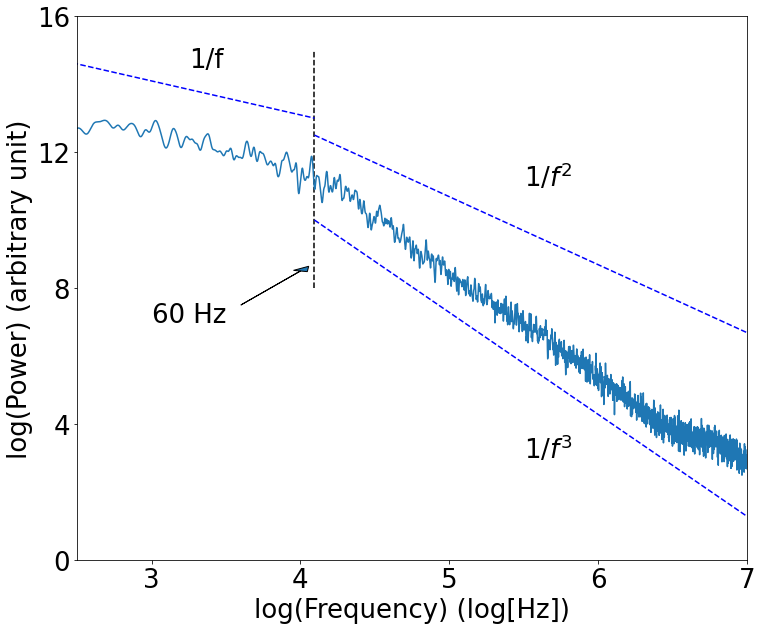 16
1/f
12
1/f²
log(Power) (arbitrary unit)
8
60 Hz
4
1/f³
0
3 4 5 6 7
log(Frequency) (log[Hz])